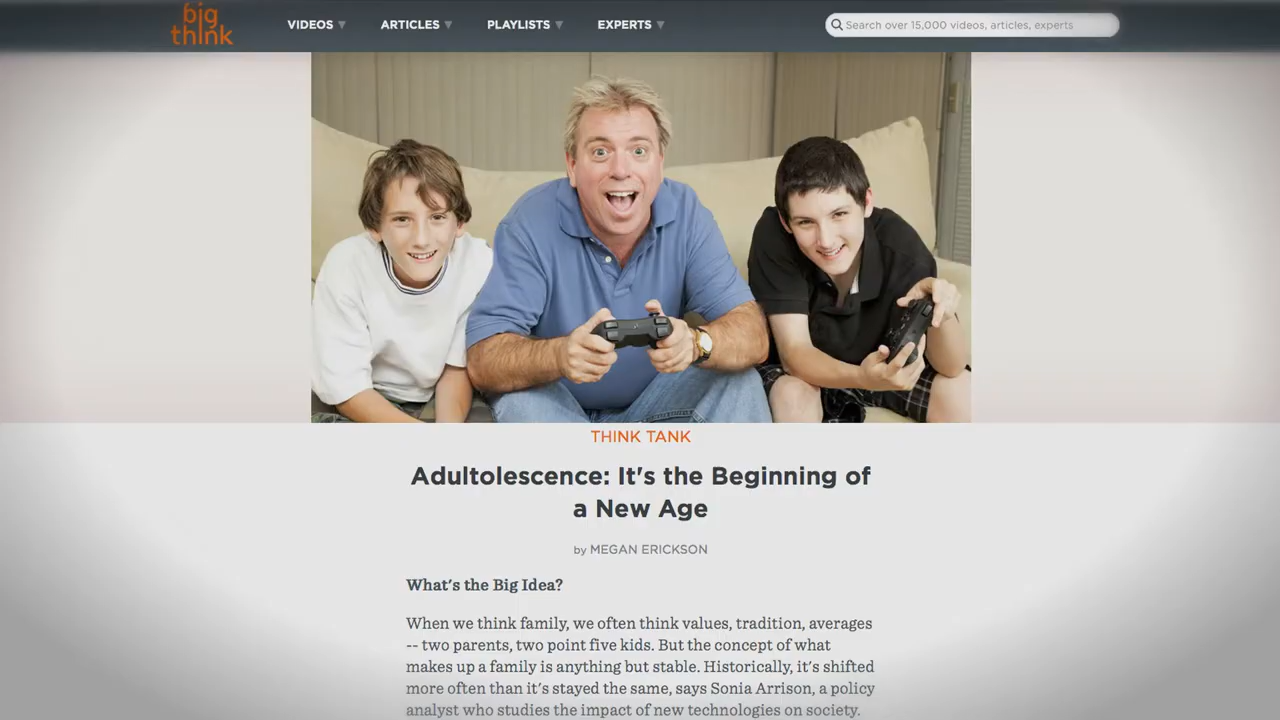 big think
VIDEOS
ARTICLES
PLAYLISTS
EXPERTS
Search over 15,000 videos, articles, experts
THINK TANK
Adultolescence: It's the Beginning of
a New Age
by MEGAN ERICKSON
What's the Big Idea?
When we think family, we often think values, tradition, averages
-- two parents, two point five kids. But the concept of what
makes up a family is anything but stable. Historically, it's shifted
more often than it's stayed the same, says Sonia Arrison, a policy
analyst who studies the impact of new technologies on society.